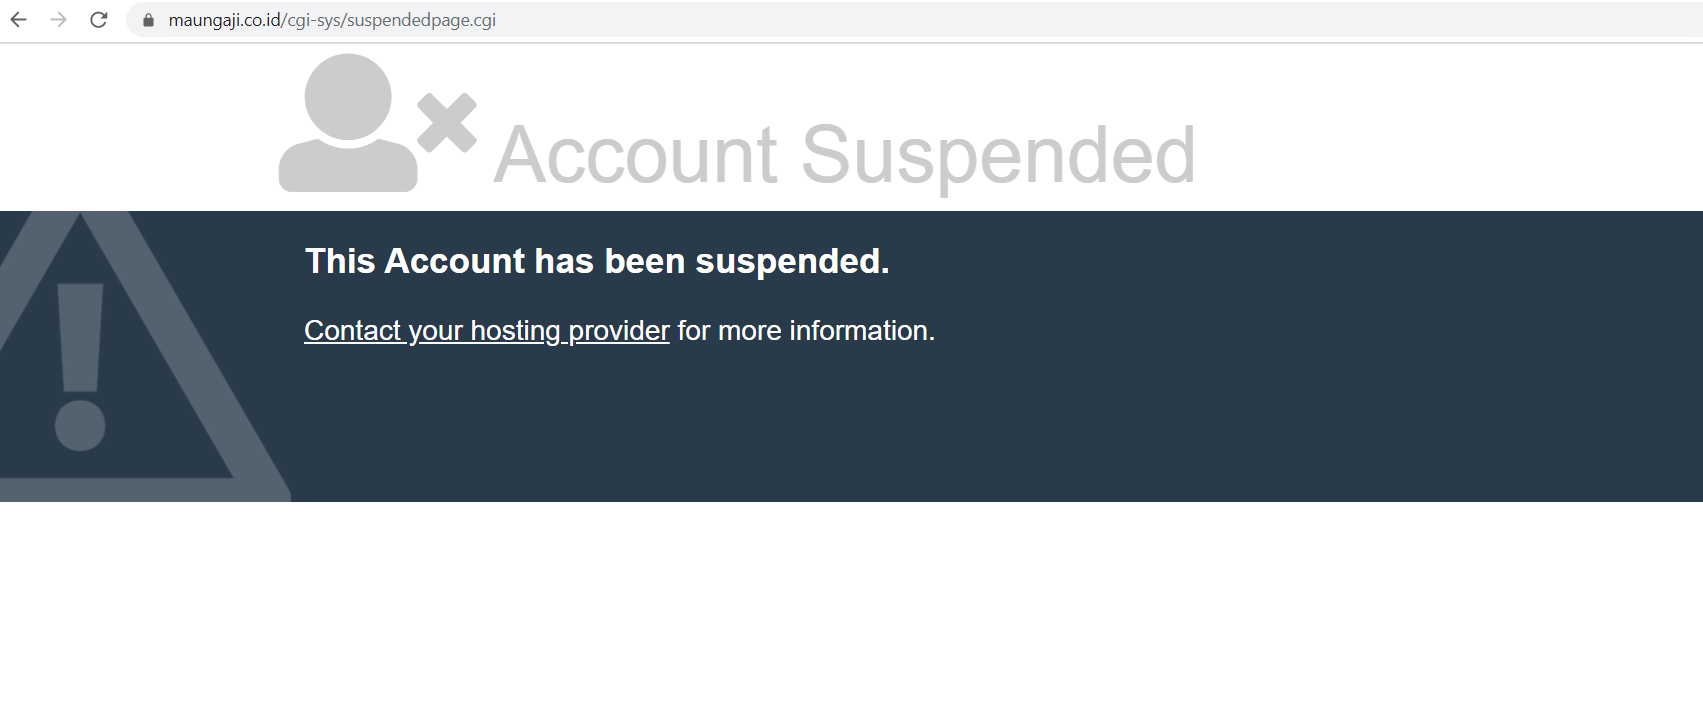 maungaji.co.id/cgi-sys/suspendedpage.cgi
Account Suspended
This Account has been suspended.
Contact your hosting provider for more information.